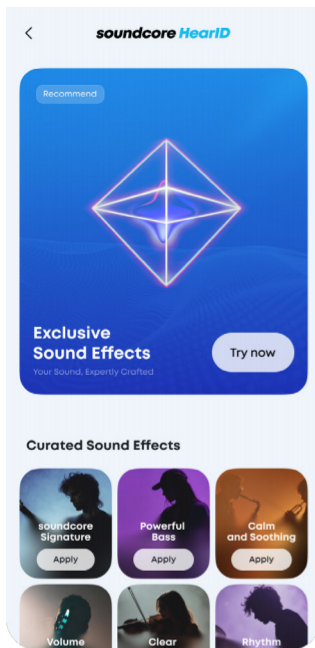 soundcore HearID
Recommend
Exclusive
Sound Effects
Your Sound, Expertly Crafted
Try now
Curated Sound Effects
soundcore
Signature
Apply
Powerful
Bass
Apply
Calm
and Soothing
Apply
Volume
Clear
Rhythm